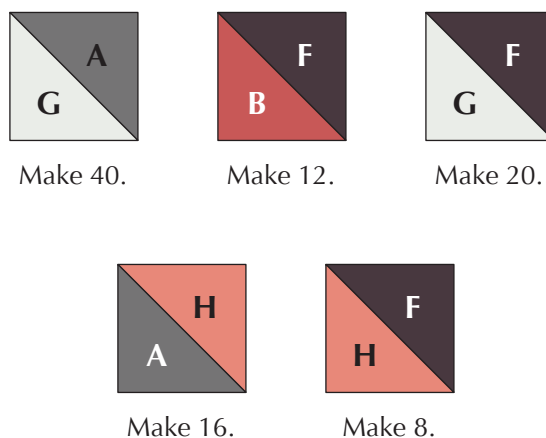 A F F
G B G
Make 40. Make 12. Make 20.
H F
A H
Make 16. Make 8.